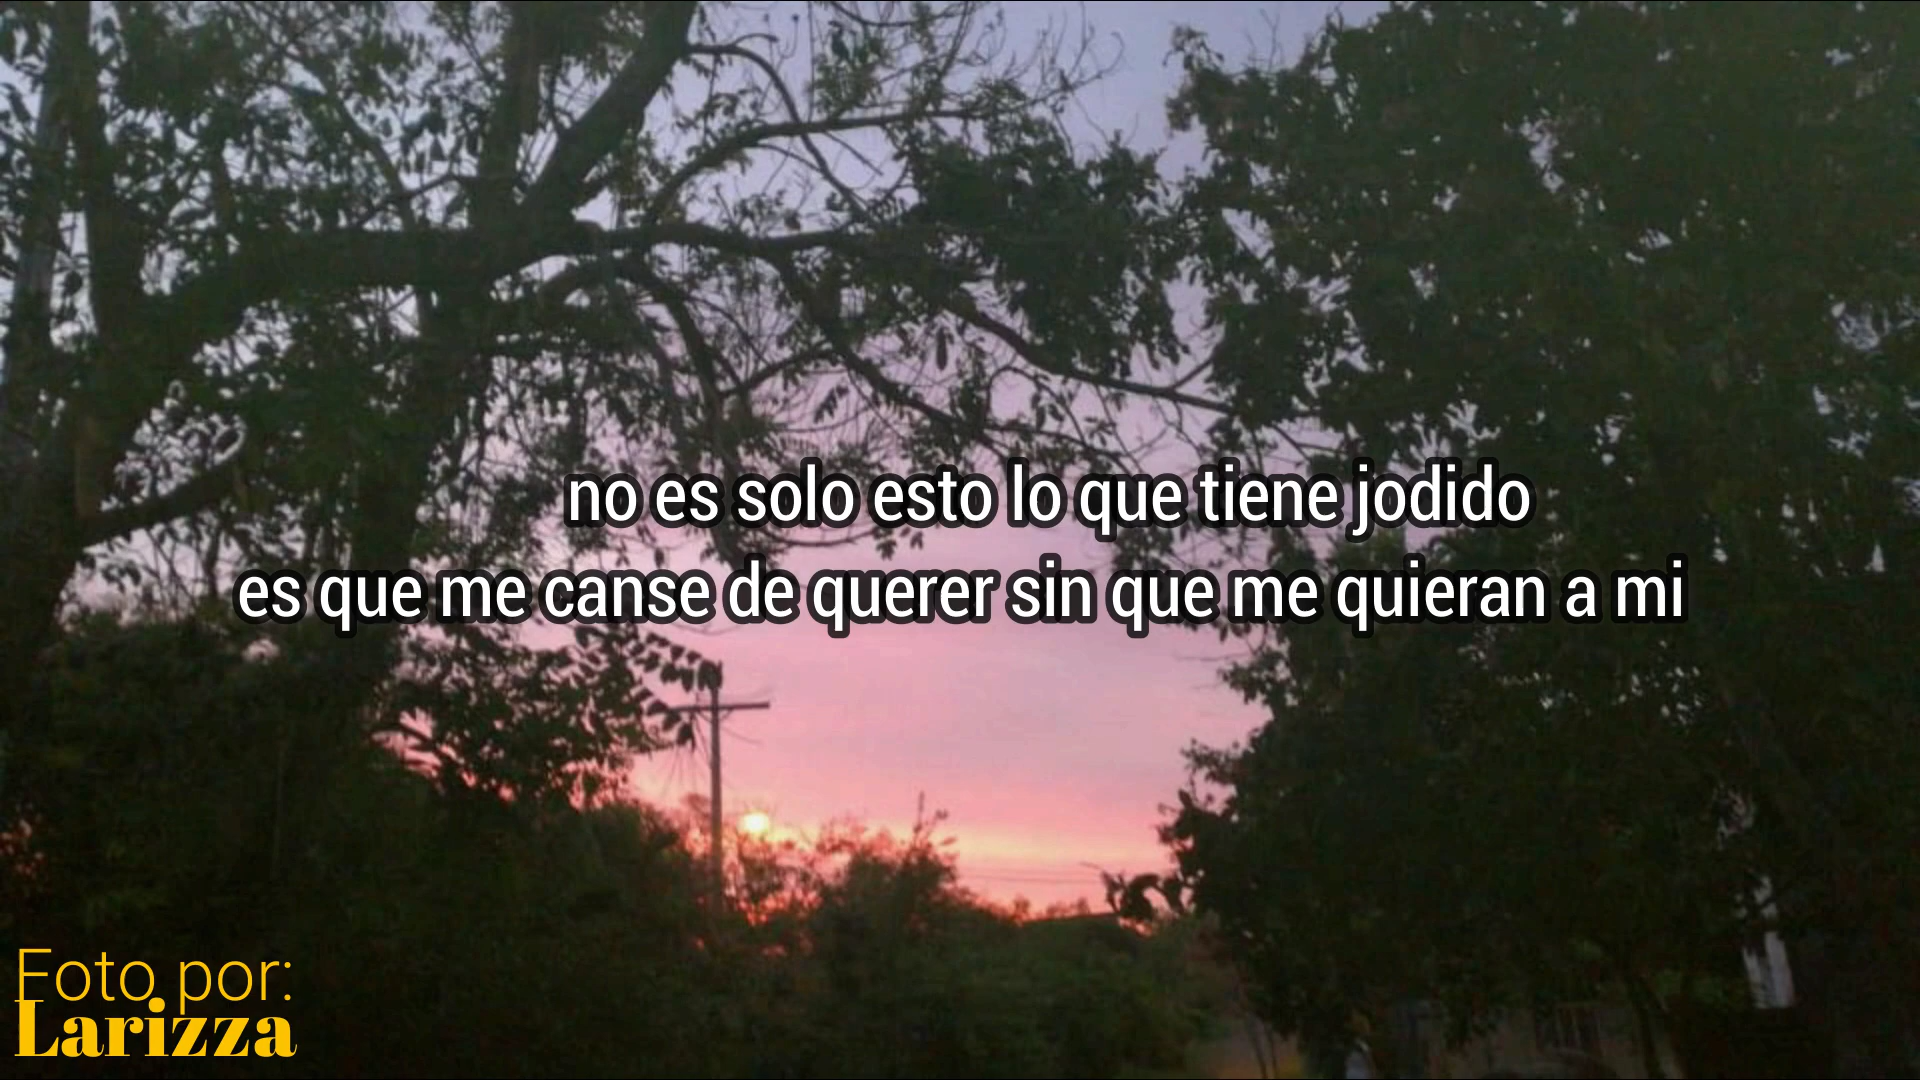 no es solo esto lo que tiene jodido
es que me canse de querer sin que me quieran a mi
Foto por:
Larizza